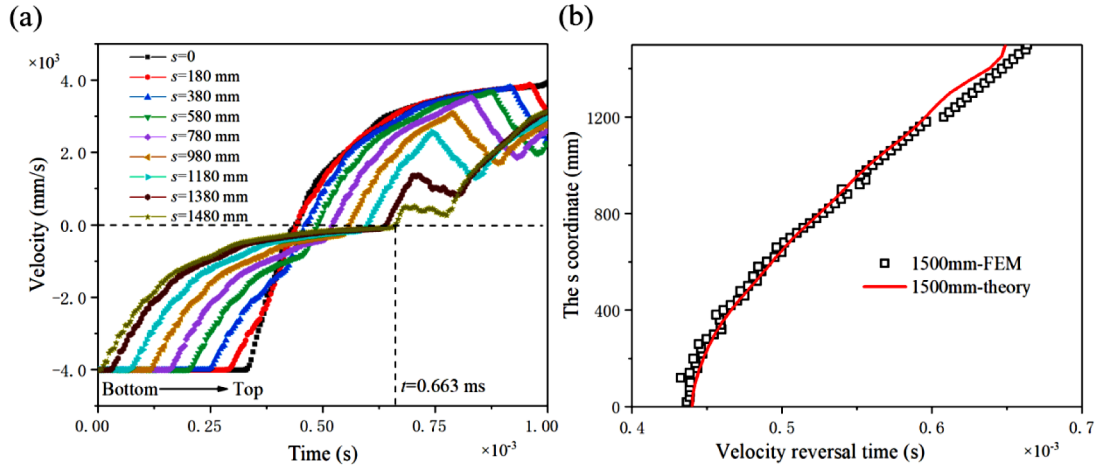 (a)
×10³
4.0
2.0
0.0
−2.0
−4.0
Velocity (mm/s)
s=0
s=180 mm
s=380 mm
s=580 mm
s=780 mm
s=980 mm
s=1180 mm
s=1380 mm
s=1480 mm
Bottom
Top
t=0.663 ms
0.00
0.25
0.50
0.75
1.00
Time (s)
×10⁻³
(b)
1200
800
400
0
The s coordinate (mm)
1500mm-FEM
1500mm-theory
0.4
0.5
0.6
0.7
Velocity reversal time (s)
×10⁻³